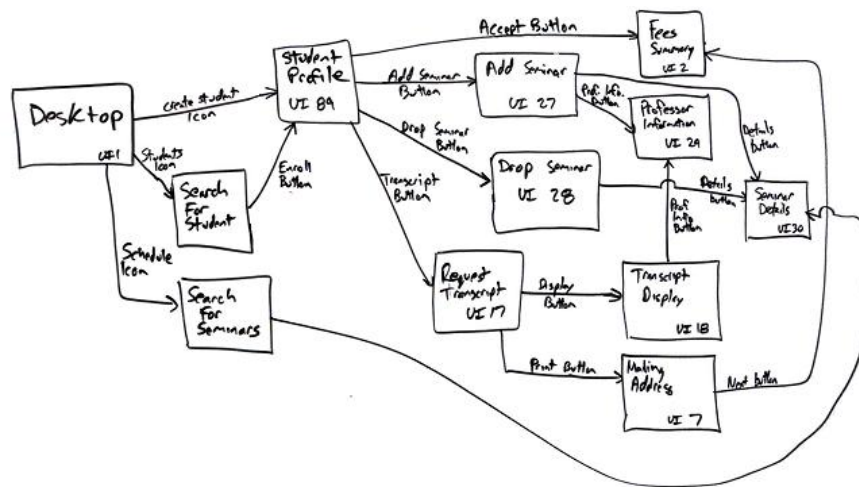 Accept Button
Fees
Summary
UI 2
Student
Profile
UI 89
Add Seminar
Button
Add Seminar
UI 27
Prof. Info.
Button
Professor
Information
UI 29
Desktop
UI 1
Create Student
Icon
Students
Icon
Drop Seminar
Button
Details
Button
Enroll
Button
Transcript
Button
Search
For
Student
Drop Seminar
UI 28
Details
button
Seminar
Details
UI 30
Prof
Info
Button
Schedule
Icon
Search
For
Seminars
Request
Transcript
UI 17
Display
Button
Transcript
Display
UI 18
Print Button
Mailing
Address
UI 7
Next button